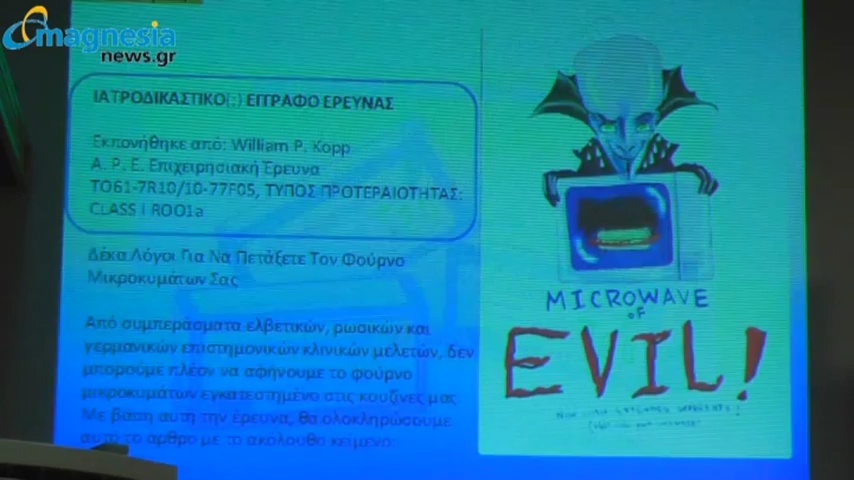 magnesia
news.gr
ΙΑΤΡΟΔΙΚΑΣΤΙΚΟ(;) ΕΓΓΡΑΦΟ ΕΡΕΥΝΑΣ
Εκπονήθηκε από: William P. Kopp
Α. Ρ. Ε. Επιχειρησιακή Έρευνα
ΤΟ61-7R10/10-77F05, ΤΥΠΟΣ ΠΡΟΤΕΡΑΙΟΤΗΤΑΣ:
CLASS I ROO1a
Δέκα Λόγοι Για Να Πετάξετε Τον Φούρνο
Μικροκυμάτων Σας
Από συμπεράσματα ελβετικών, ρωσικών και
γερμανικών επιστημονικών κλινικών μελετών, δεν
μπορούμε πλέον να αφήνουμε το φούρνο
μικροκυμάτων εγκατεστημένο στις κουζίνες μας
Με βάση αυτή την έρευνα, θα ολοκληρώσουμε
αυτό το άρθρο με το ακόλουθο κείμενο:
MICROWAVE
OF
EVIL!